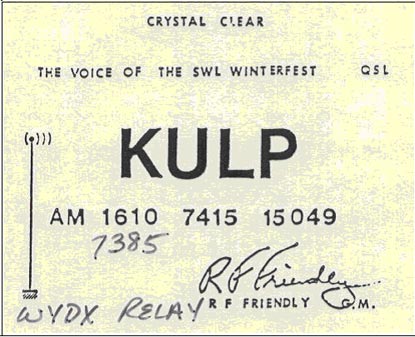 CRYSTAL CLEAR
THE VOICE OF THE SWL WINTERFEST QSL
KULP
AM 1610 7415 15049
7385
R F Friendly
R F FRIENDLY G.M.
WYDX RELAY